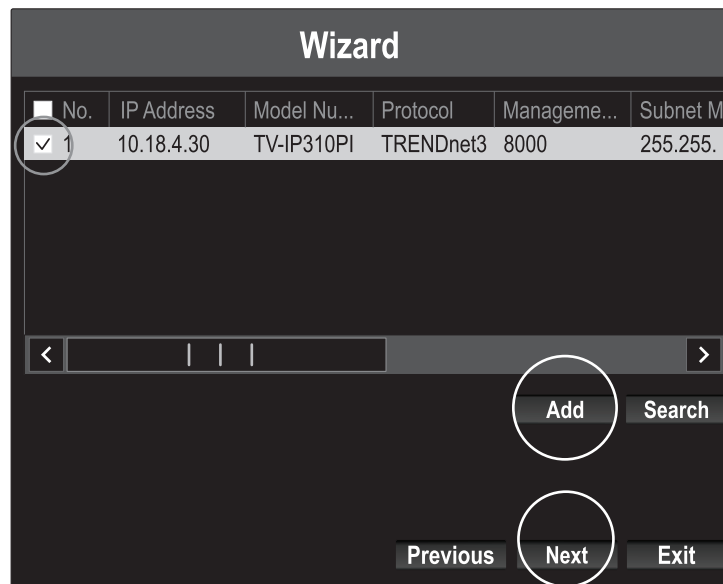 Wizard
No. IP Address Model Nu... Protocol Manageme... Subnet M
1 10.18.4.30 TV-IP310PI TRENDnet3 8000 255.255.
Add Search
Previous Next Exit